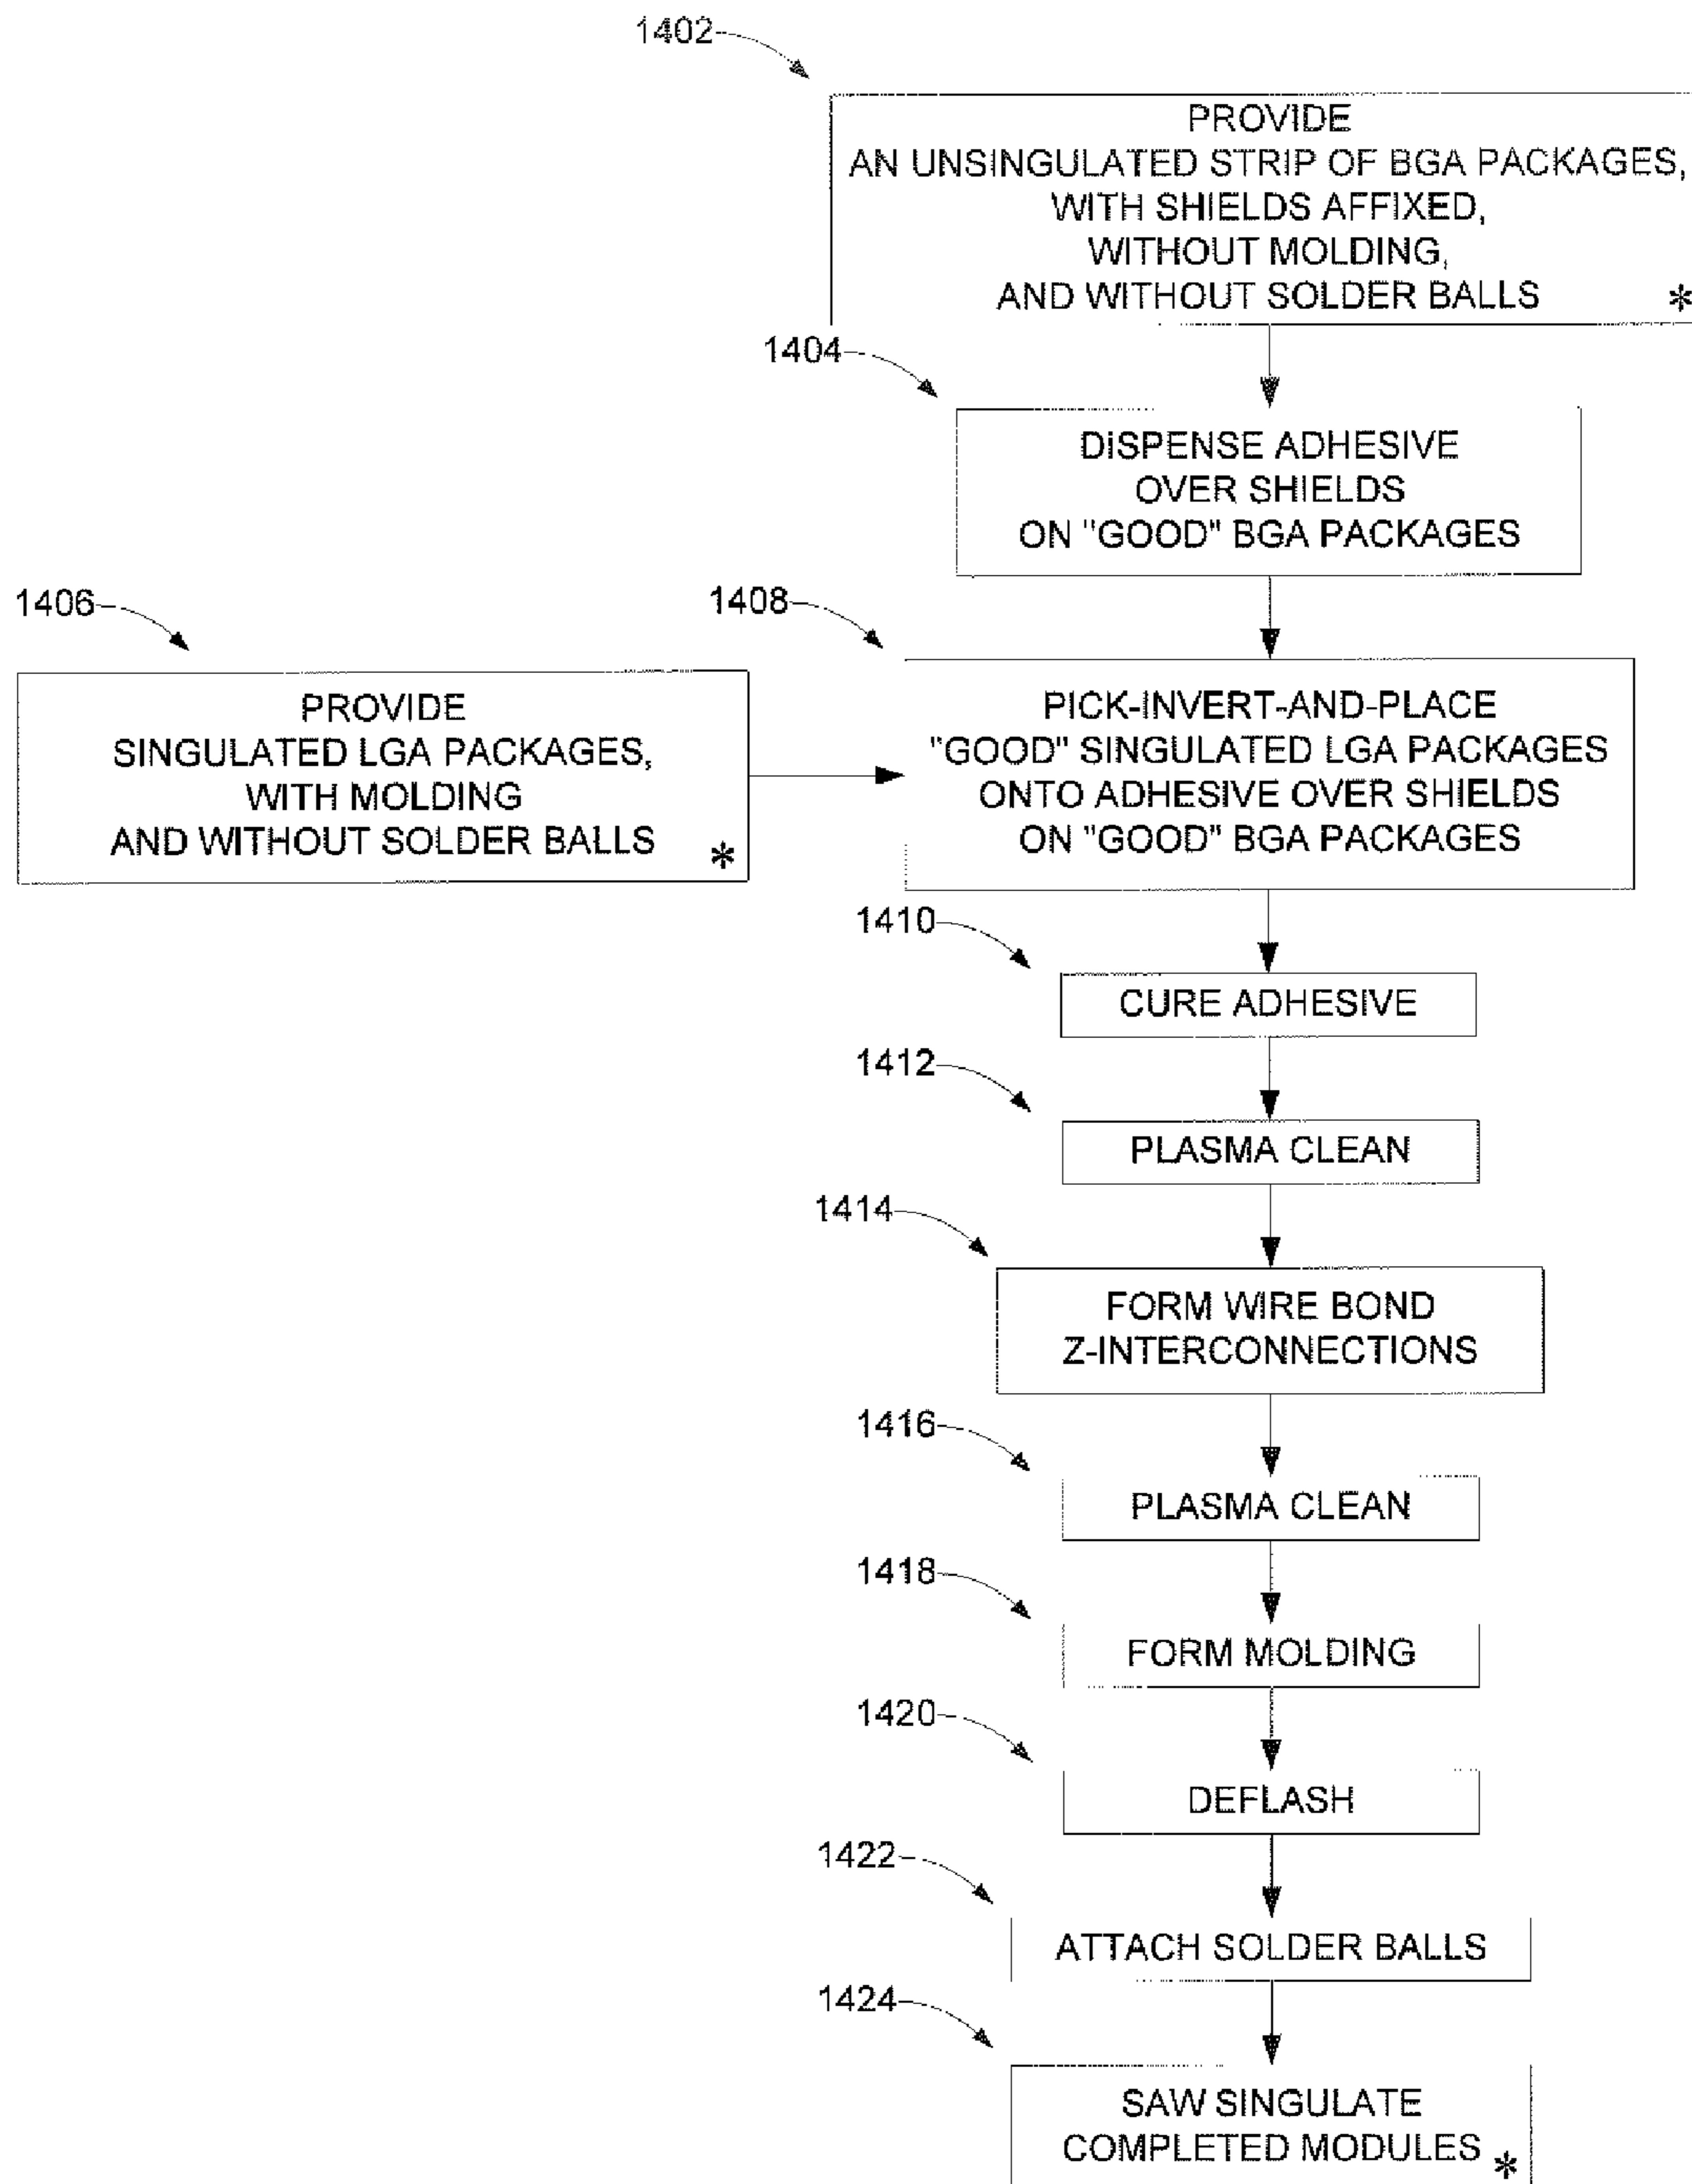 1402
PROVIDE
AN UNSINGULATED STRIP OF BGA PACKAGES,
WITH SHIELDS AFFIXED,
WITHOUT MOLDING,
AND WITHOUT SOLDER BALLS *
1404
DISPENSE ADHESIVE
OVER SHIELDS
ON "GOOD" BGA PACKAGES
1406
PROVIDE
SINGULATED LGA PACKAGES,
WITH MOLDING
AND WITHOUT SOLDER BALLS *
1408
PICK-INVERT-AND-PLACE
"GOOD" SINGULATED LGA PACKAGES
ONTO ADHESIVE OVER SHIELDS
ON "GOOD" BGA PACKAGES
1410
CURE ADHESIVE
1412
PLASMA CLEAN
1414
FORM WIRE BOND
Z-INTERCONNECTIONS
1416
PLASMA CLEAN
1418
FORM MOLDING
1420
DEFLASH
1422
ATTACH SOLDER BALLS
1424
SAW SINGULATE
COMPLETED MODULES *